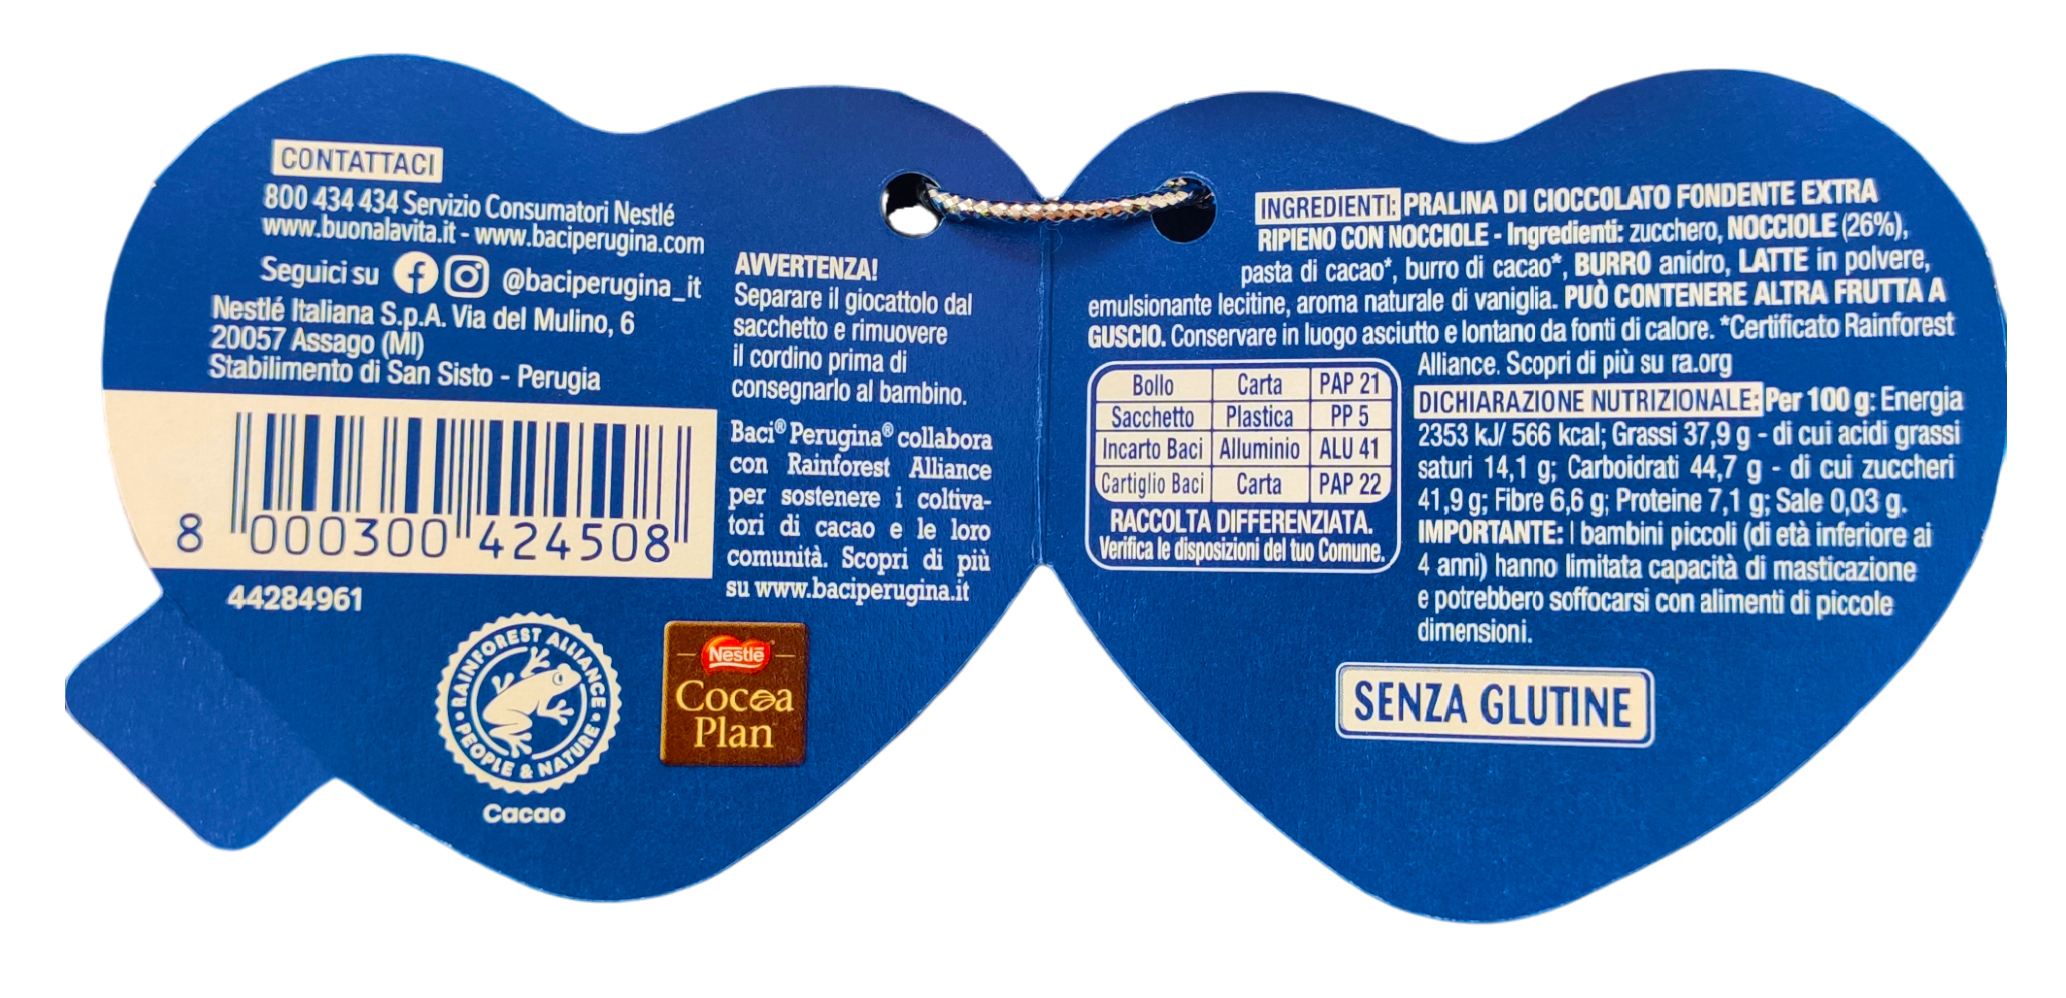 CONTATTACI
800 434 434 Servizio Consumatori Nestlé
www.buonalavita.it - www.baciperugina.com
Seguici su @baciperugina_it
Nestlé Italiana S.p.A. Via del Mulino, 6
20057 Assago (MI)
Stabilimento di San Sisto - Perugia
8 000300 424508
44284961
AVVERTENZA!
Separare il giocattolo dal
sacchetto e rimuovere
il cordino prima di
consegnarlo al bambino.
Baci® Perugina® collabora
con Rainforest Alliance
per sostenere i coltiva-
tori di cacao e le loro
comunità. Scopri di più
su www.baciperugina.it
RAINFOREST ALLIANCE
PEOPLE & NATURE
Cacao
Nestlé
Cocoa
Plan
INGREDIENTI: PRALINA DI CIOCCOLATO FONDENTE EXTRA
RIPIENO CON NOCCIOLE - Ingredienti: zucchero, NOCCIOLE (26%),
pasta di cacao*, burro di cacao*, BURRO anidro, LATTE in polvere,
emulsionante lecitine, aroma naturale di vaniglia. PUÒ CONTENERE ALTRA FRUTTA A
GUSCIO. Conservare in luogo asciutto e lontano da fonti di calore. *Certificato Rainforest
Alliance. Scopri di più su ra.org
Bollo Carta PAP 21
Sacchetto Plastica PP 5
Incarto Baci Alluminio ALU 41
Cartiglio Baci Carta PAP 22
RACCOLTA DIFFERENZIATA.
Verifica le disposizioni del tuo Comune.
DICHIARAZIONE NUTRIZIONALE: Per 100 g: Energia
2353 kJ/ 566 kcal; Grassi 37,9 g - di cui acidi grassi
saturi 14,1 g; Carboidrati 44,7 g - di cui zuccheri
41,9 g; Fibre 6,6 g; Proteine 7,1 g; Sale 0,03 g.
IMPORTANTE: I bambini piccoli (di età inferiore ai
4 anni) hanno limitata capacità di masticazione
e potrebbero soffocarsi con alimenti di piccole
dimensioni.
SENZA GLUTINE